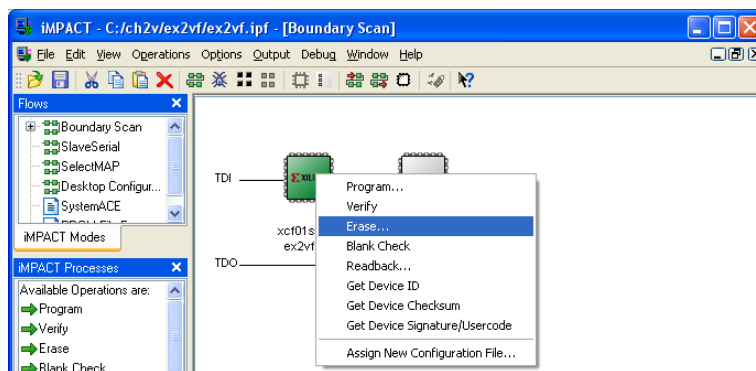 iMPACT - C:/ch2v/ex2vf/ex2vf.ipf - [Boundary Scan]
File Edit View Operations Options Output Debug Window Help
Flows
Boundary Scan
SlaveSerial
SelectMAP
Desktop Configur...
SystemACE
iMPACT Modes
iMPACT Processes
Available Operations are:
Program
Verify
Erase
Blank Check
TDI
xcf01s
ex2vf
TDO
Program...
Verify
Erase...
Blank Check
Readback...
Get Device ID
Get Device Checksum
Get Device Signature/Usercode
Assign New Configuration File...